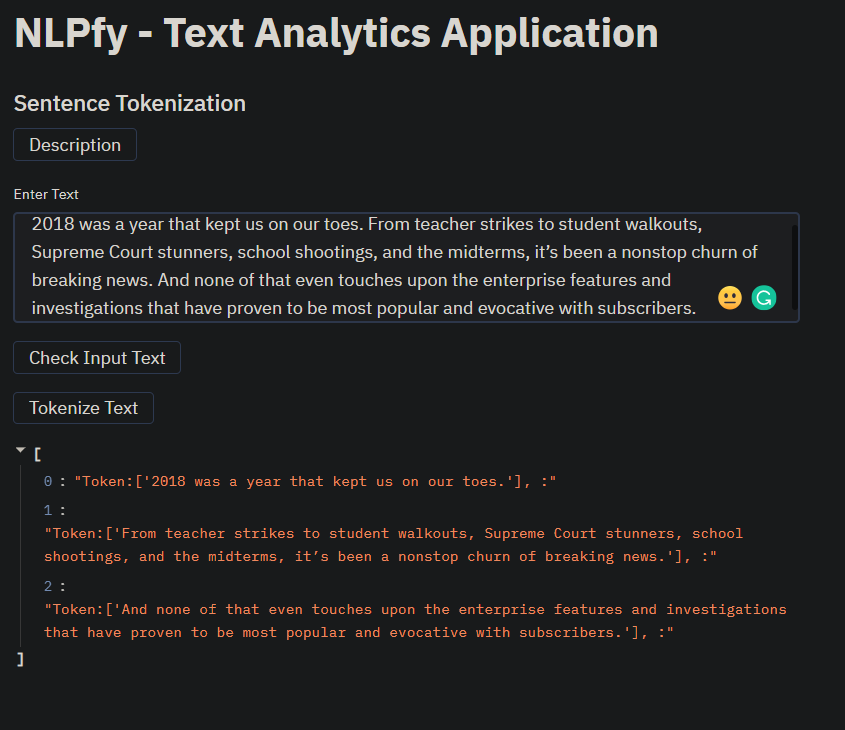 NLPfy - Text Analytics Application
Sentence Tokenization
Description
Enter Text
2018 was a year that kept us on our toes. From teacher strikes to student walkouts,
Supreme Court stunners, school shootings, and the midterms, it’s been a nonstop churn of
breaking news. And none of that even touches upon the enterprise features and
investigations that have proven to be most popular and evocative with subscribers.
Check Input Text
Tokenize Text
[
0 : "Token:['2018 was a year that kept us on our toes.'], :"
1 :
"Token:['From teacher strikes to student walkouts, Supreme Court stunners, school
shootings, and the midterms, it’s been a nonstop churn of breaking news.'], :"
2 :
"Token:['And none of that even touches upon the enterprise features and investigations
that have proven to be most popular and evocative with subscribers.'], :"
]